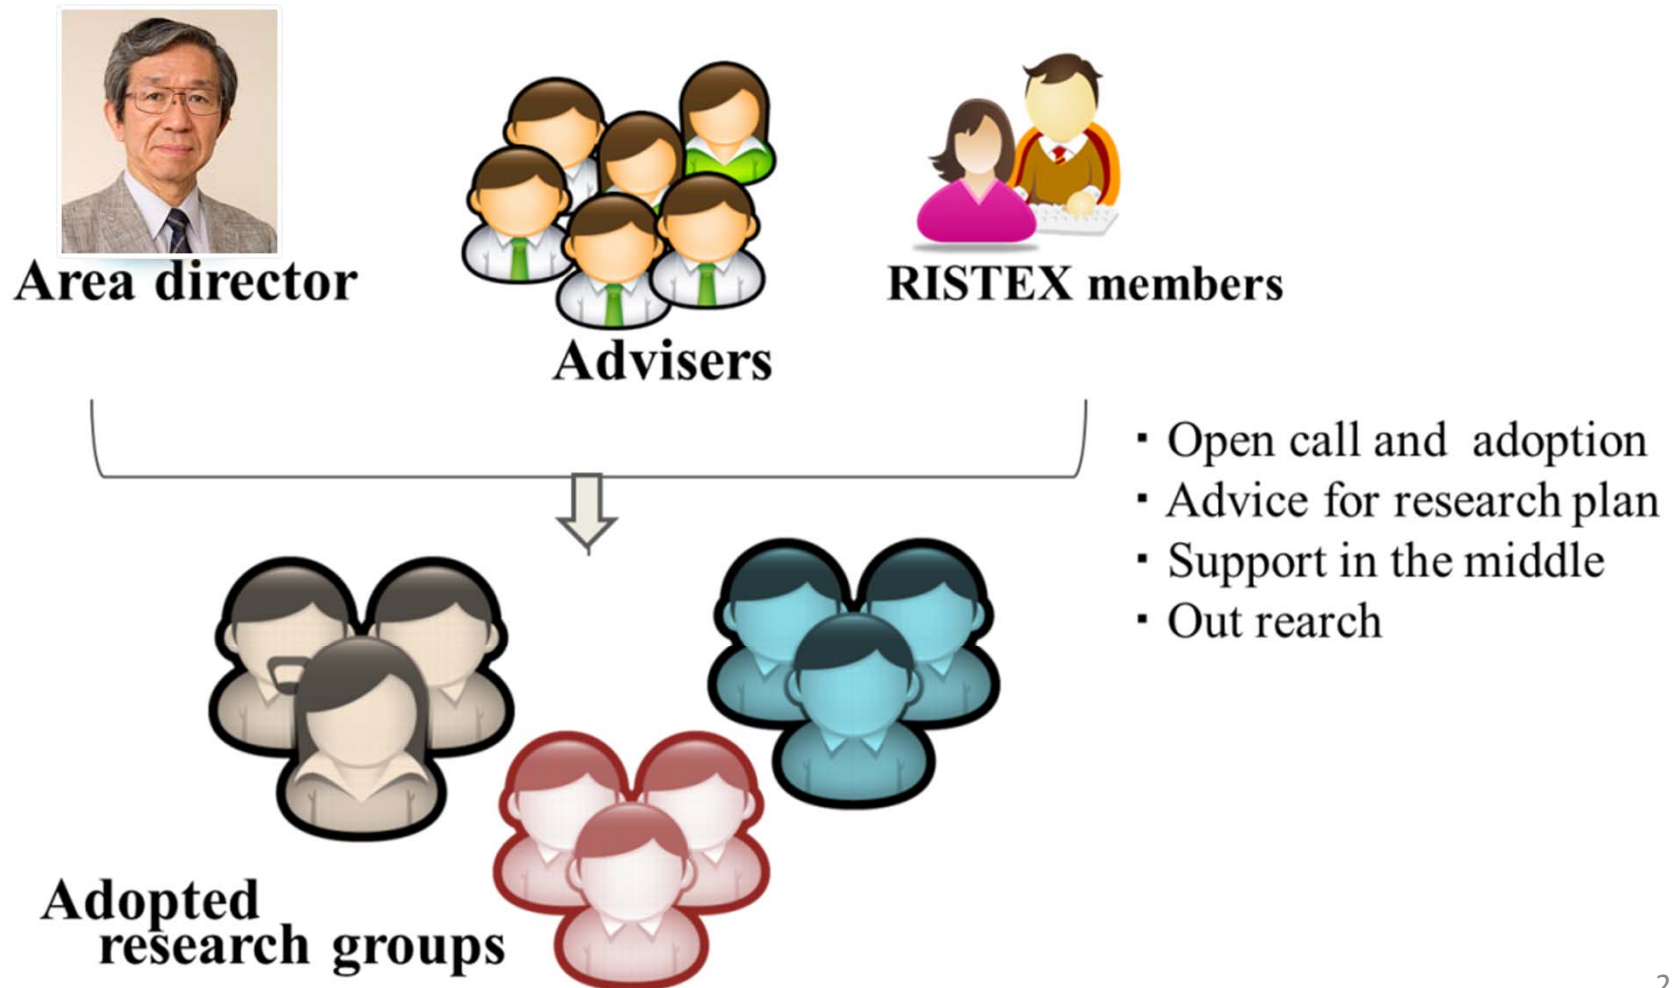 Area director
Advisers
RISTEX members
▪ Open call and adoption
▪ Advice for research plan
▪ Support in the middle
▪ Out rearch
Adopted
research groups
2